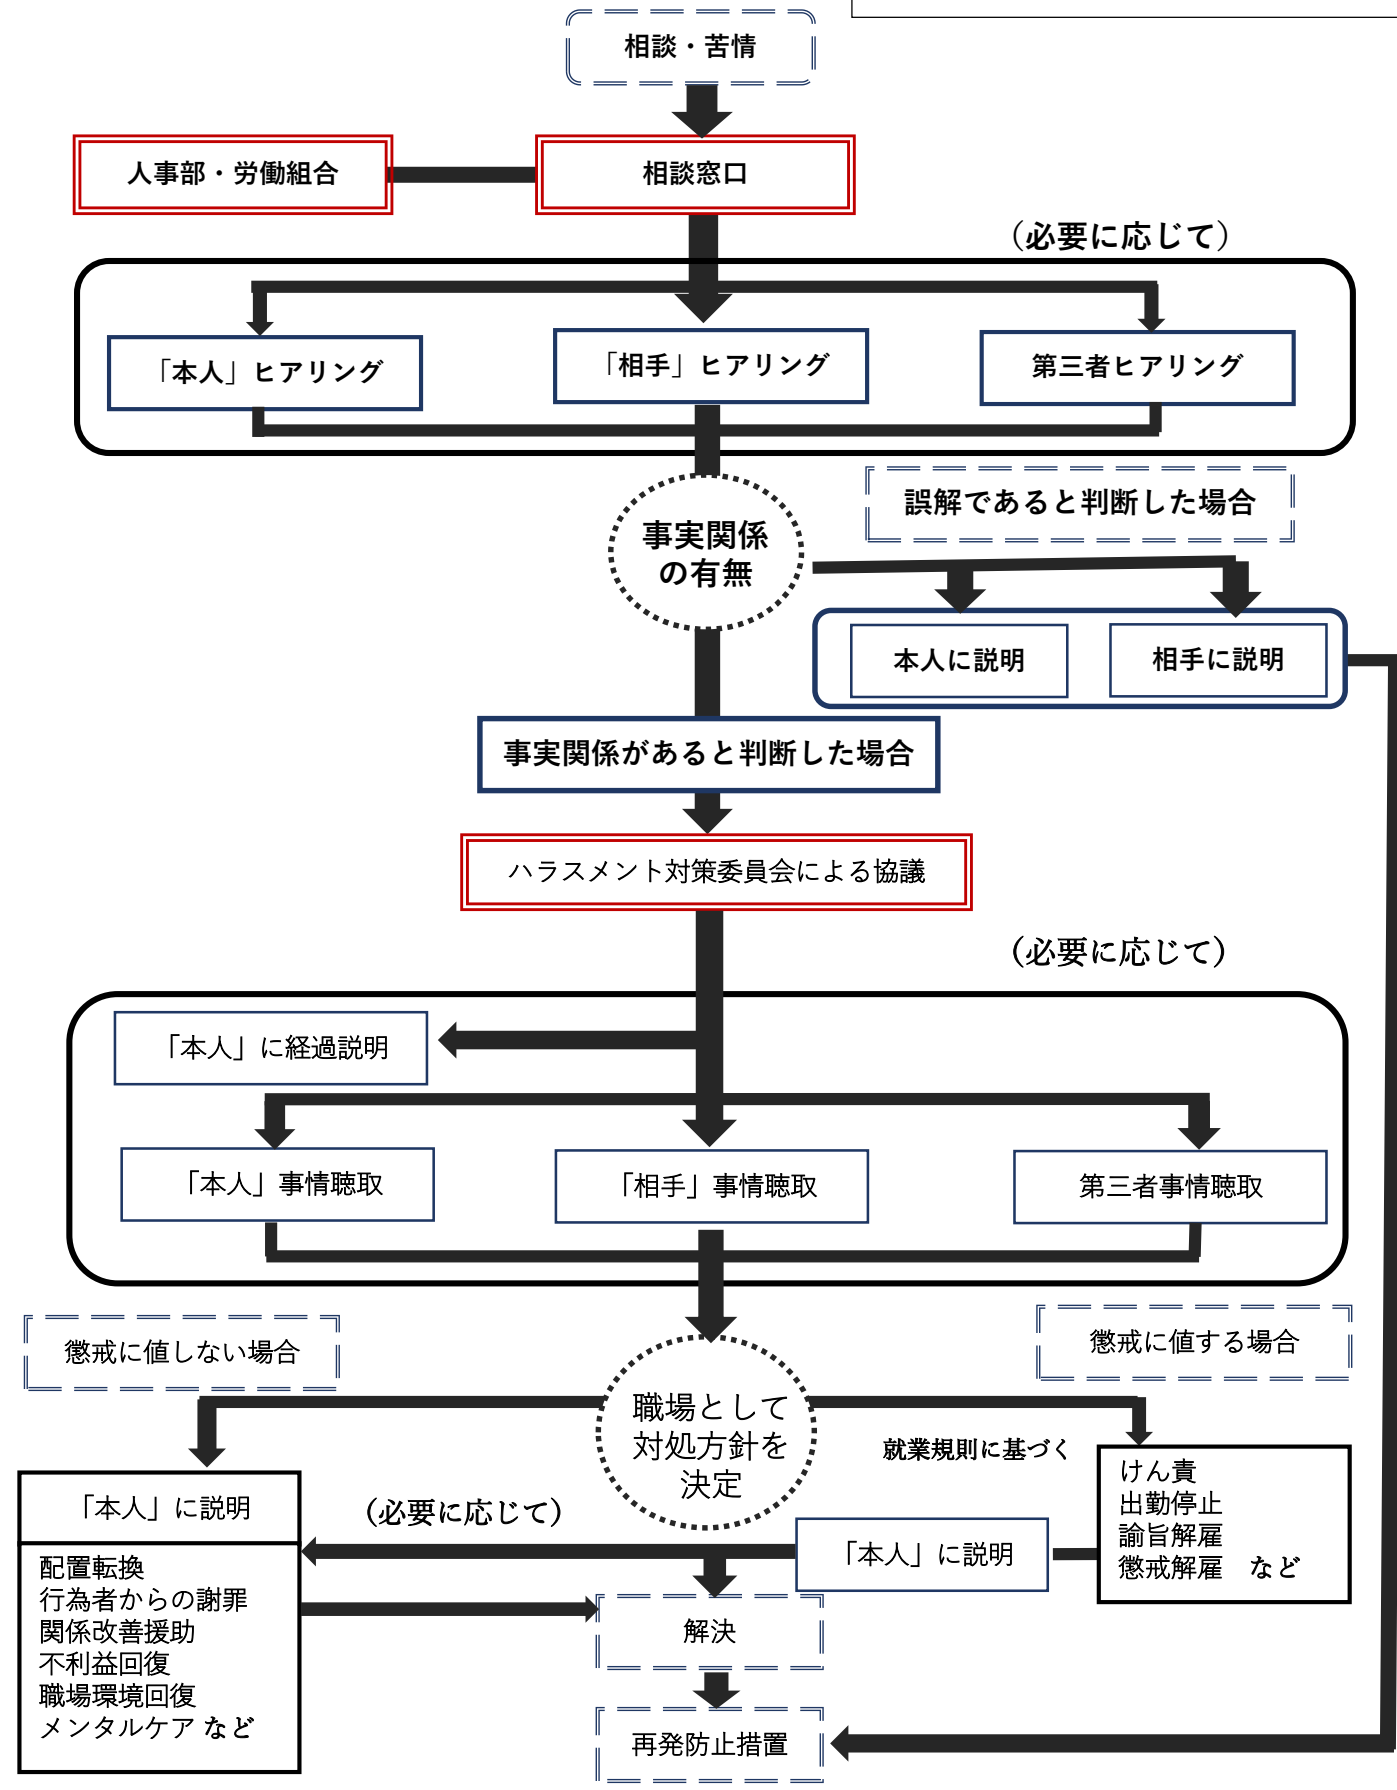 相談・苦情
人事部・労働組合
相談窓口
（必要に応じて）
「本人」ヒアリング
「相手」ヒアリング
第三者ヒアリング
誤解であると判断した場合
事実関係
の有無
本人に説明
相手に説明
事実関係があると判断した場合
ハラスメント対策委員会による協議
（必要に応じて）
「本人」に経過説明
「本人」事情聴取
「相手」事情聴取
第三者事情聴取
懲戒に値しない場合
懲戒に値する場合
職場として
対処方針を
決定
就業規則に基づく
けん責
出勤停止
諭旨解雇
懲戒解雇　など
「本人」に説明
（必要に応じて）
「本人」に説明
配置転換
行為者からの謝罪
関係改善援助
不利益回復
職場環境回復
メンタルケア など
解決
再発防止措置